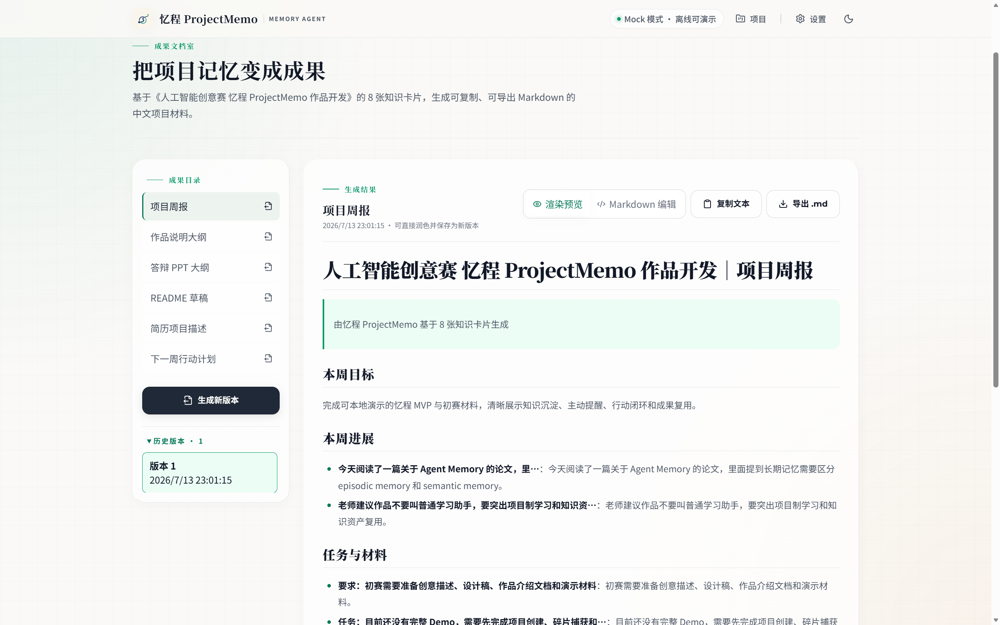 忆程 ProjectMemo
MEMORY AGENT
Mock 模式 · 离线可演示
项目
设置
成果文档室
把项目记忆变成成果
基于《人工智能创意赛 忆程 ProjectMemo 作品开发》的 8 张知识卡片，生成可复制、可导出 Markdown 的
中文项目材料。
成果目录
项目周报
作品说明大纲
答辩 PPT 大纲
README 草稿
简历项目描述
下一周行动计划
生成新版本
▼历史版本 · 1
版本 1
2026/7/13 23:01:15
生成结果
项目周报
2026/7/13 23:01:15 · 可直接润色并保存为新版本
渲染预览
Markdown 编辑
复制文本
导出 .md
人工智能创意赛 忆程 ProjectMemo 作品开发｜项目周报
由忆程 ProjectMemo 基于 8 张知识卡片生成
本周目标
完成可本地演示的忆程 MVP 与初赛材料，清晰展示知识沉淀、主动提醒、行动闭环和成果复用。
本周进展
今天阅读了一篇关于 Agent Memory 的论文，里…：今天阅读了一篇关于 Agent Memory 的论文，里面提到长期记忆需要区分
episodic memory 和 semantic memory。
老师建议作品不要叫普通学习助手，要突出项目制学习和知识资…：老师建议作品不要叫普通学习助手，要突出项目制学习和知
识资产复用。
任务与材料
要求：初赛需要准备创意描述、设计稿、作品介绍文档和演示材料：初赛需要准备创意描述、设计稿、作品介绍文档和演示材
料。
任务：目前还没有完整 Demo，需要先完成项目创建、碎片捕获和…：目前还没有完整 Demo，需要先完成项目创建、碎片捕获